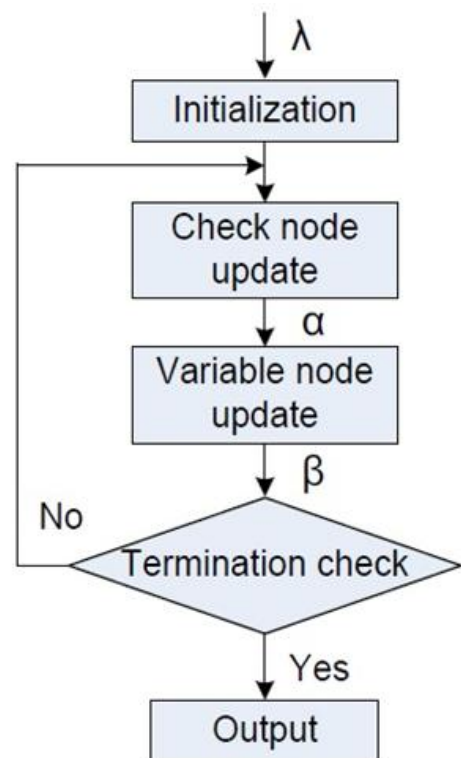 λ
Initialization
Check node
update
α
Variable node
update
β
No
Termination check
Yes
Output